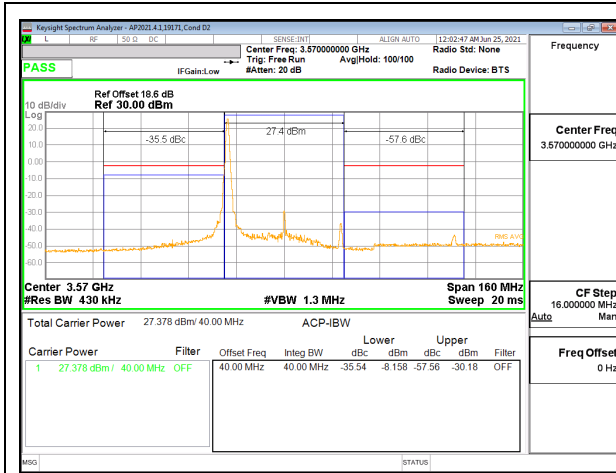 Keysight Spectrum Analyzer - AP2021.4.1,19171, Cond D2
L RF 50 Ω DC SENSE:INT ALIGN AUTO 12:02:47 AM Jun 25, 2021
Center Freq: 3.570000000 GHz Radio Std: None
Trig: Free Run Avg|Hold: 100/100
PASS IFGain:Low #Atten: 20 dB Radio Device: BTS
Frequency
Ref Offset 18.6 dB
10 dB/div Ref 30.00 dBm
Log
20.0
10.0
0.00
-10.0
-20.0
-30.0
-40.0
-50.0
-60.0
-35.5 dBc 27.4 dBm -57.6 dBc
RMS AVG
Center 3.57 GHz Span 160 MHz
#Res BW 430 kHz #VBW 1.3 MHz Sweep 20 ms
Center Freq
3.570000000 GHz
CF Step
16.000000 MHz
Auto Man
Freq Offset
0 Hz
Total Carrier Power 27.378 dBm/ 40.00 MHz ACP-IBW
Lower Upper
Carrier Power Filter Offset Freq Integ BW dBc dBm dBc dBm Filter
1 27.378 dBm / 40.00 MHz OFF 40.00 MHz 40.00 MHz -35.54 -8.158 -57.56 -30.18 OFF
MSG STATUS